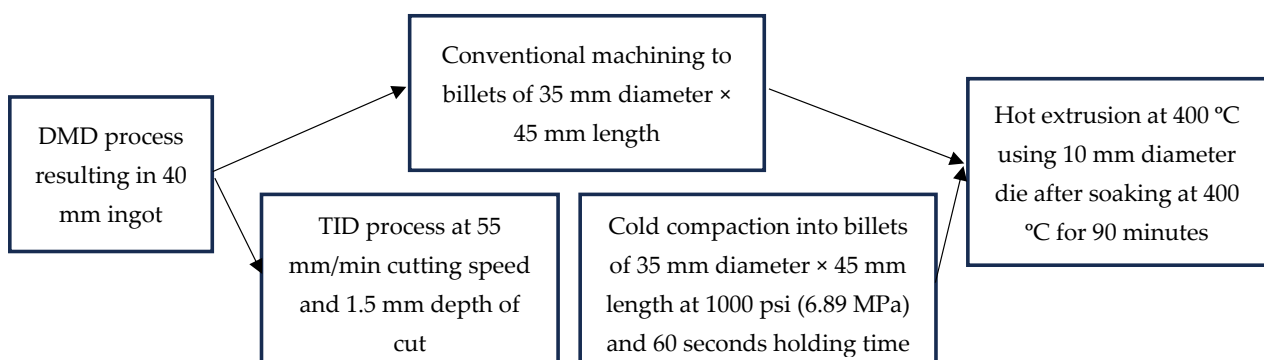 DMD process
resulting in 40
mm ingot
Conventional machining to
billets of 35 mm diameter ×
45 mm length
TID process at 55
mm/min cutting speed
and 1.5 mm depth of
cut
Cold compaction into billets
of 35 mm diameter × 45 mm
length at 1000 psi (6.89 MPa)
and 60 seconds holding time
Hot extrusion at 400 ºC
using 10 mm diameter
die after soaking at 400
ºC for 90 minutes